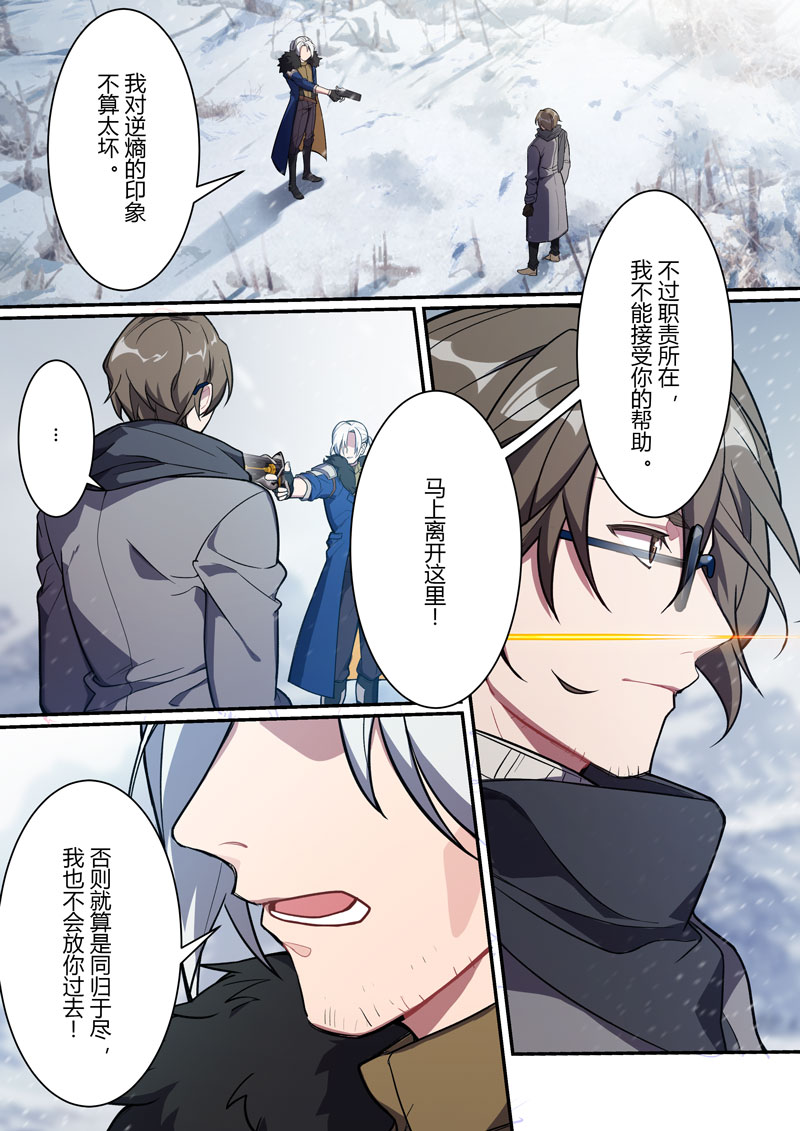 我对逆熵的印象
不算太坏。
不过职责所在，
我不能接受你的帮助。
…
马上离开这里！
否则就算是同归于尽，
我也不会放你过去！